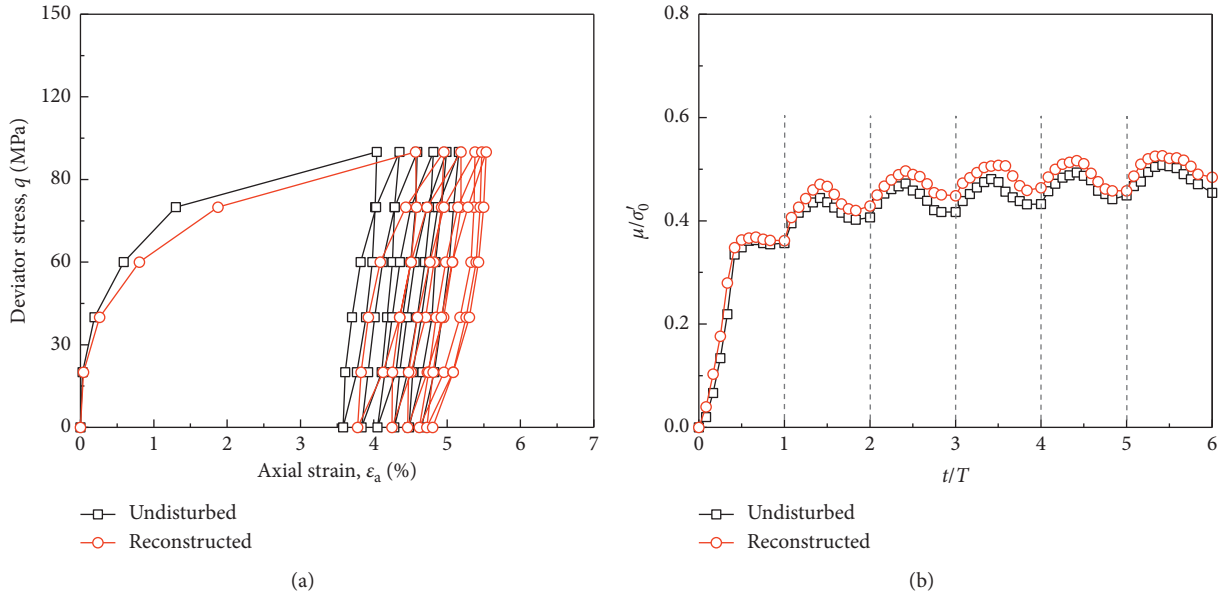 150
120
80
60
30
0
Deviator stress, q (MPa)
0 1 2 3 4 5 6 7
Axial strain, εa (%)
Undisturbed
Reconstructed
(a)
0.8
0.6
0.4
0.2
0.0
μ/σ′0
0 1 2 3 4 5 6
t/T
Undisturbed
Reconstructed
(b)